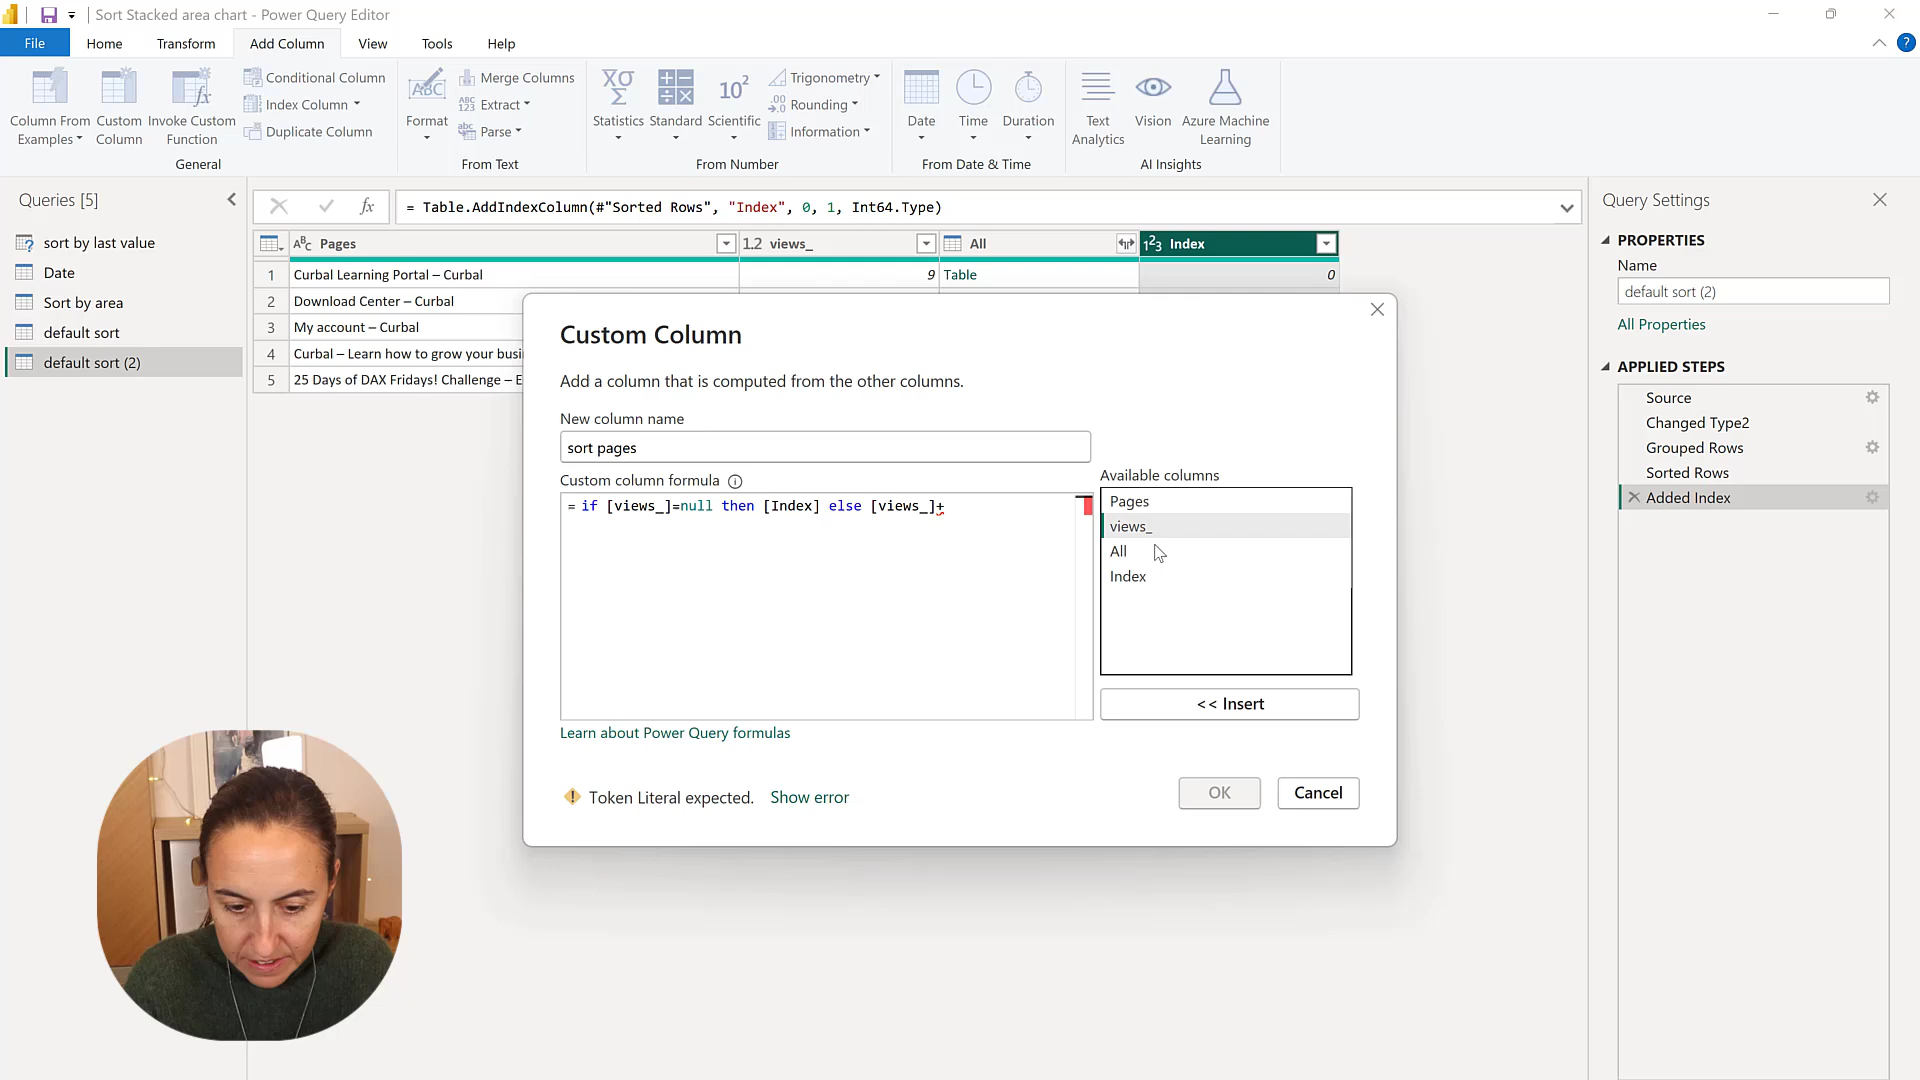 Sort Stacked area chart - Power Query Editor
File Home Transform Add Column View Tools Help
Column From Examples
Custom Column
Invoke Custom Function
Conditional Column
Index Column
Duplicate Column
General
Format
Merge Columns
Extract
Parse
From Text
Statistics
Standard
Scientific
Trigonometry
Rounding
Information
From Number
Date
Time
Duration
From Date & Time
Text Analytics
Vision
Azure Machine Learning
AI Insights
Queries [5]
sort by last value
Date
Sort by area
default sort
default sort (2)
= Table.AddIndexColumn(#"Sorted Rows", "Index", 0, 1, Int64.Type)
Pages 1.2 views_ All Index
1 Curbal Learning Portal – Curbal 9 Table 0
2 Download Center – Curbal
3 My account – Curbal
4 Curbal – Learn how to grow your busi
5 25 Days of DAX Fridays! Challenge – E
Custom Column
Add a column that is computed from the other columns.
New column name
sort pages
Custom column formula
= if [views_]=null then [Index] else [views_]+
Available columns
Pages
views_
All
Index
<< Insert
Learn about Power Query formulas
Token Literal expected. Show error
OK Cancel
Query Settings
PROPERTIES
Name
default sort (2)
All Properties
APPLIED STEPS
Source
Changed Type2
Grouped Rows
Sorted Rows
Added Index